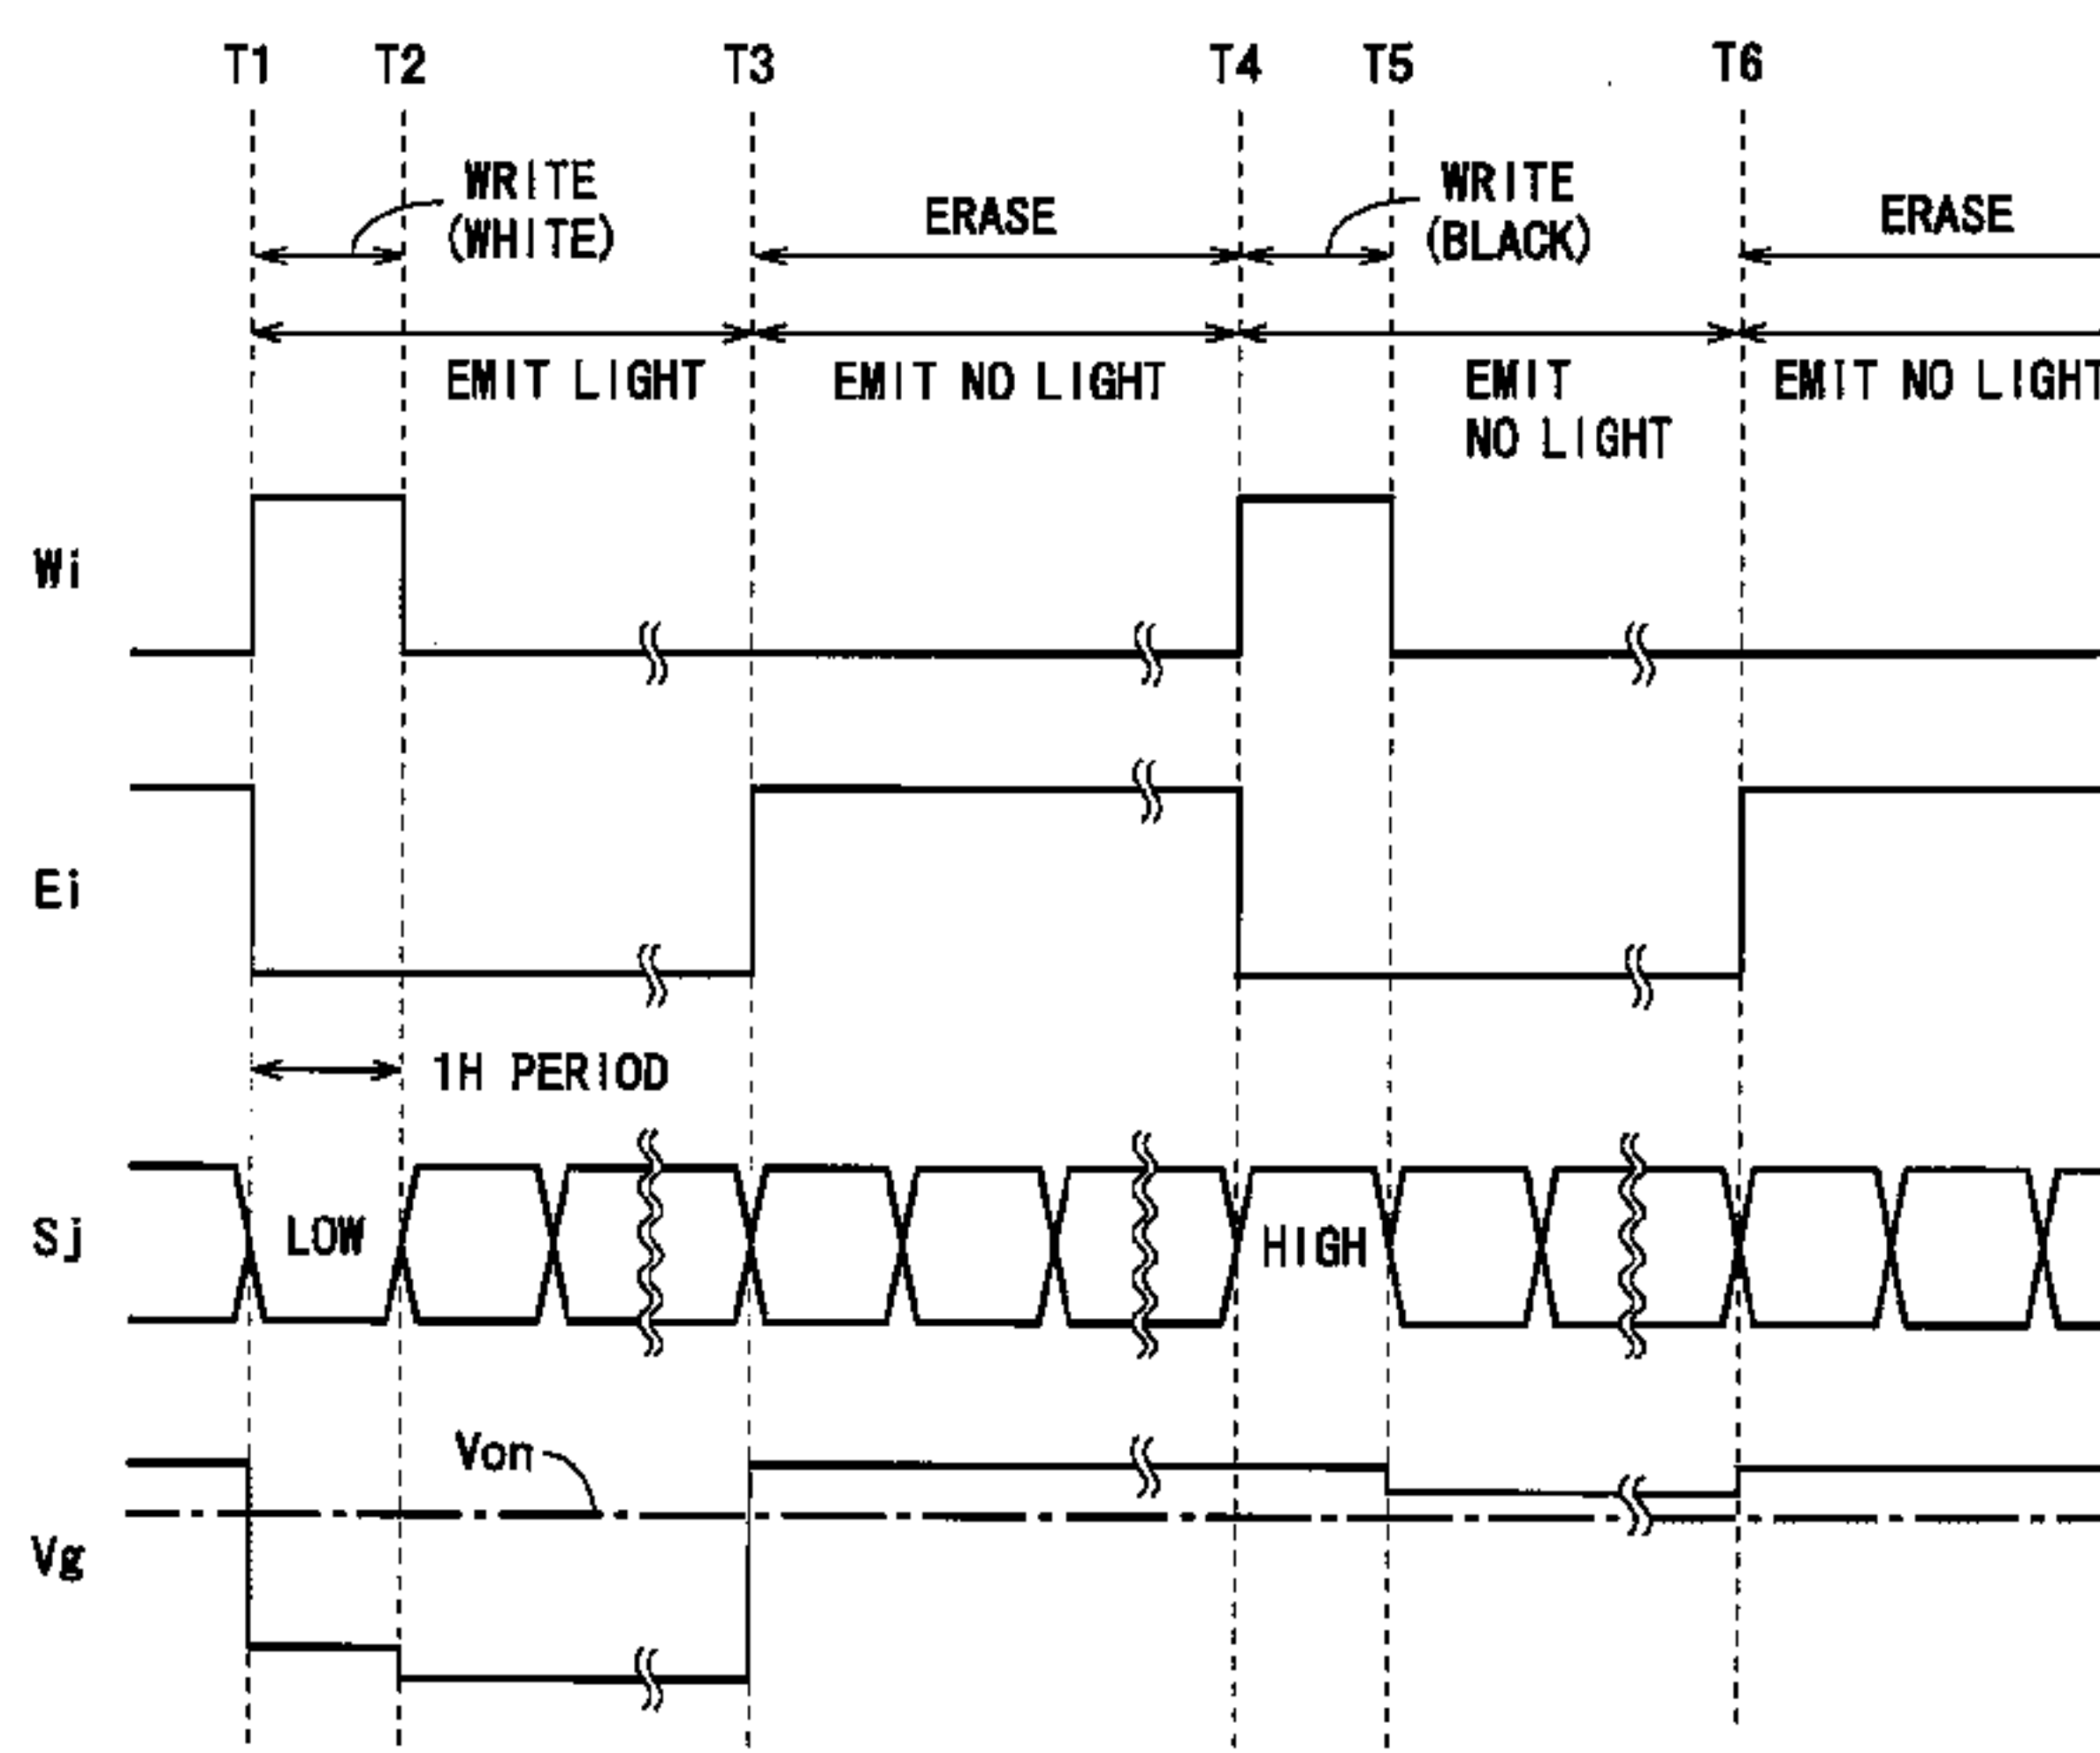 T1 T2 T3 T4 T5 T6
WRITE
(WHITE)
ERASE
WRITE
(BLACK)
ERASE
EMIT LIGHT
EMIT NO LIGHT
EMIT
NO LIGHT
EMIT NO LIGHT
Wi
Ei
1H PERIOD
Sj
LOW
HIGH
Von
Vg